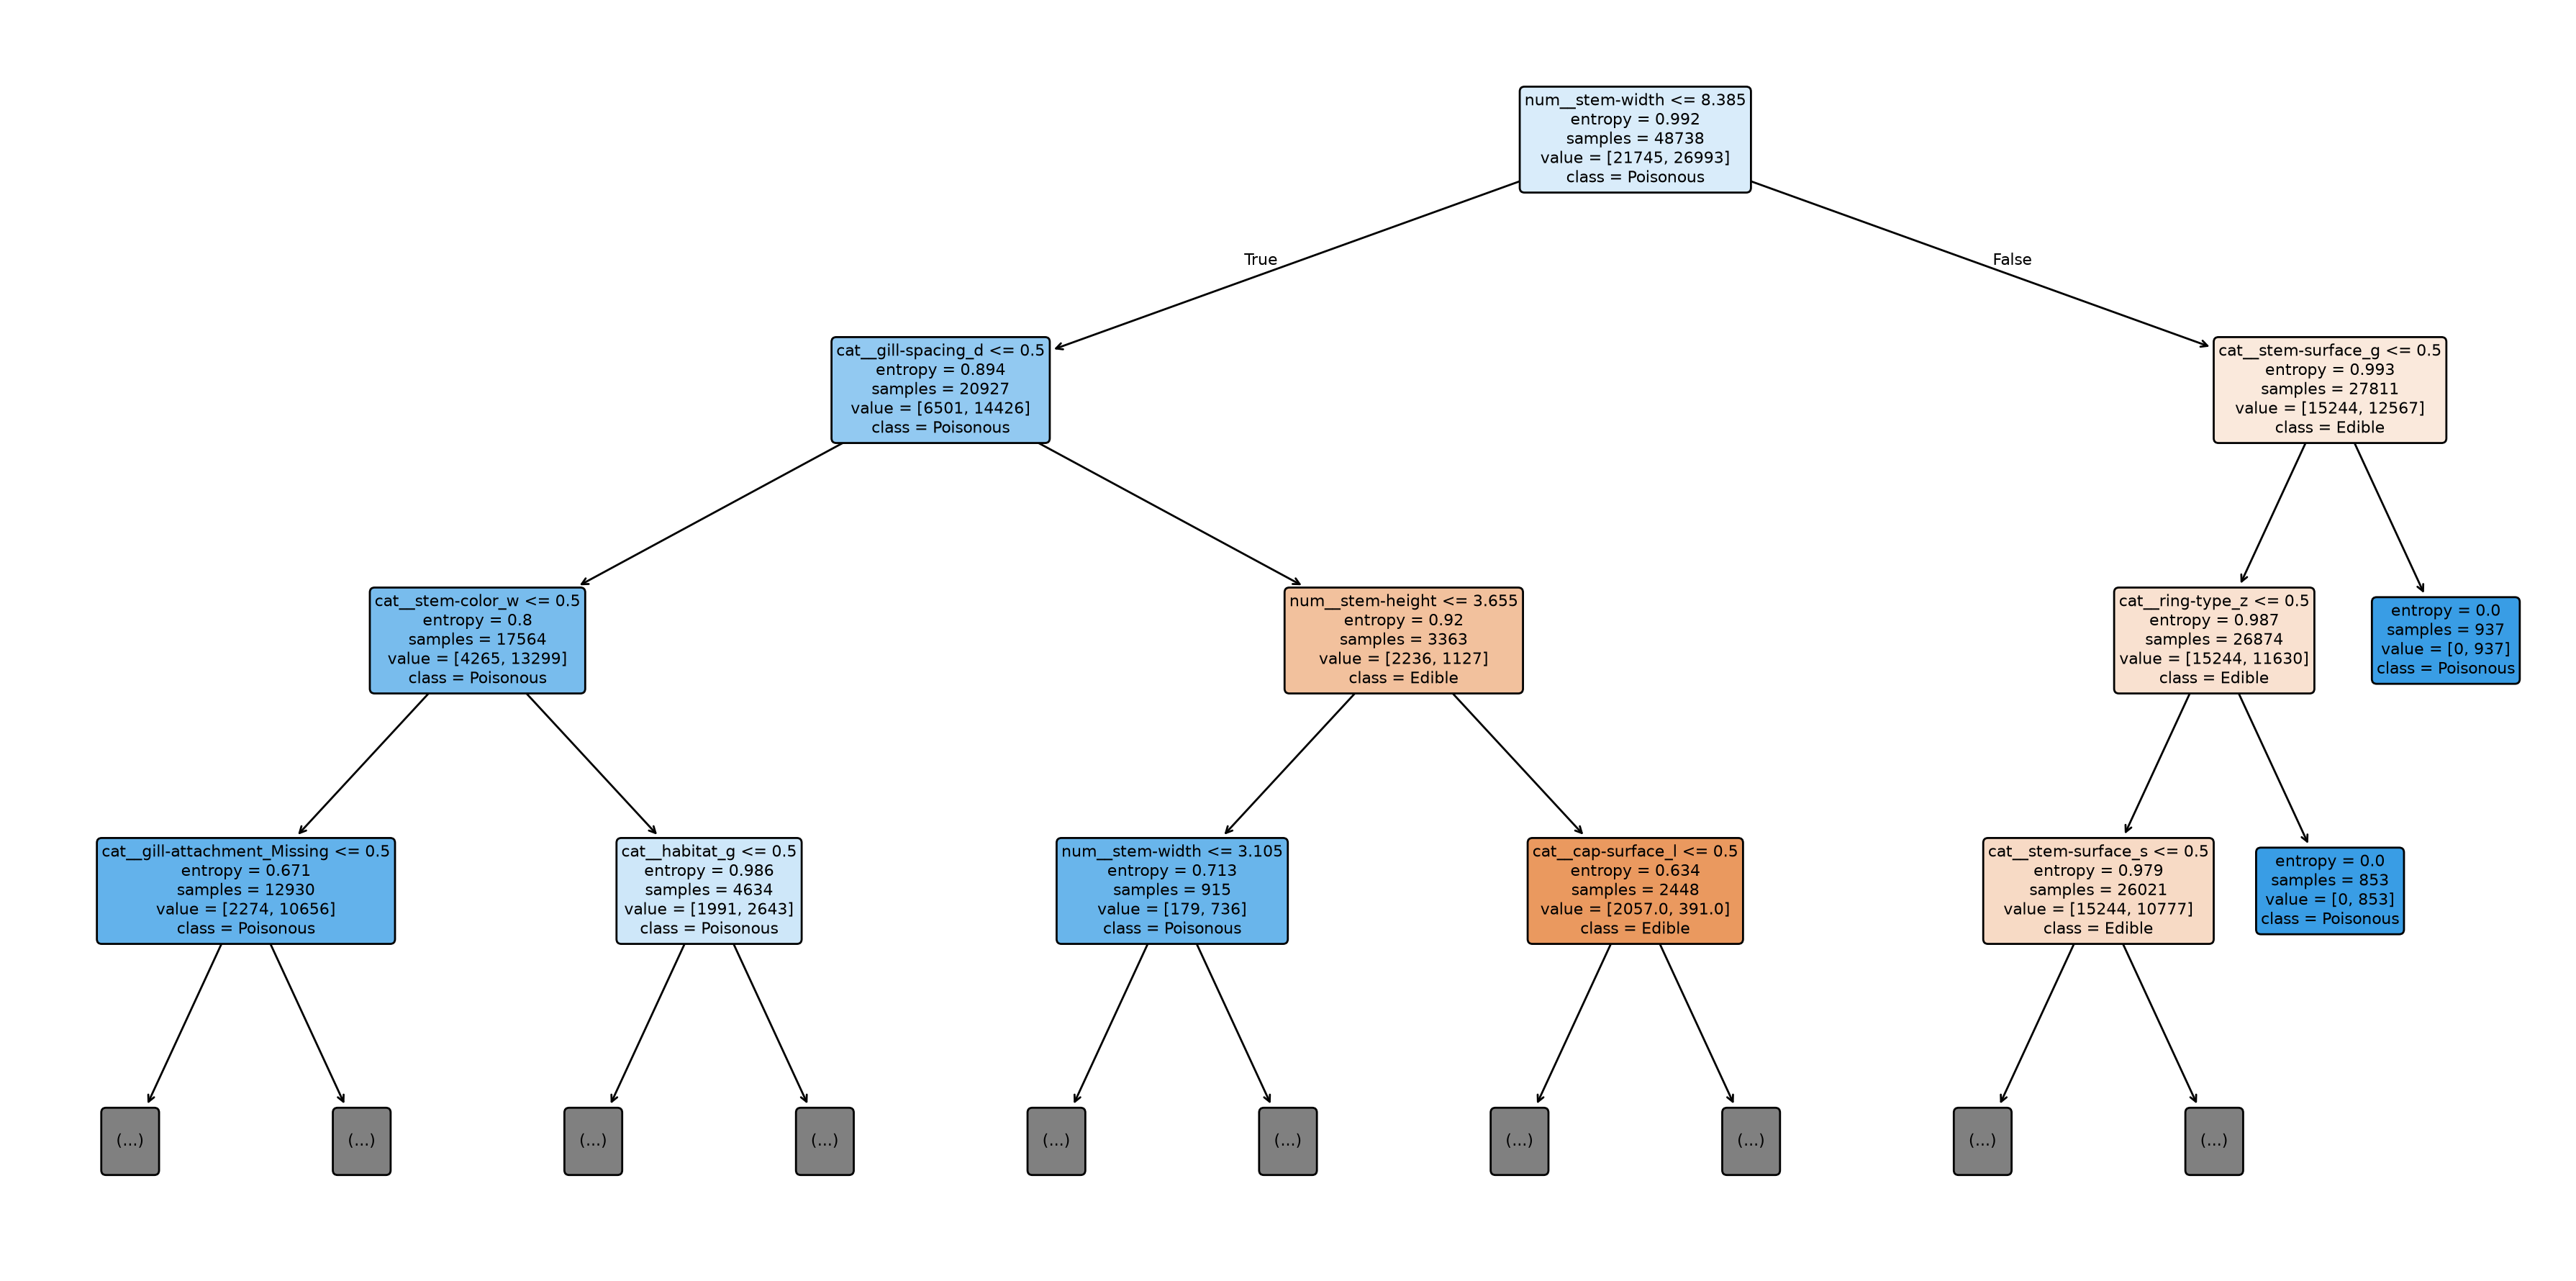 num__stem-width <= 8.385
entropy = 0.992
samples = 48738
value = [21745, 26993]
class = Poisonous
True
False
cat__gill-spacing_d <= 0.5
entropy = 0.894
samples = 20927
value = [6501, 14426]
class = Poisonous
cat__stem-surface_g <= 0.5
entropy = 0.993
samples = 27811
value = [15244, 12567]
class = Edible
cat__stem-color_w <= 0.5
entropy = 0.8
samples = 17564
value = [4265, 13299]
class = Poisonous
num__stem-height <= 3.655
entropy = 0.92
samples = 3363
value = [2236, 1127]
class = Edible
cat__ring-type_z <= 0.5
entropy = 0.987
samples = 26874
value = [15244, 11630]
class = Edible
entropy = 0.0
samples = 937
value = [0, 937]
class = Poisonous
cat__gill-attachment_Missing <= 0.5
entropy = 0.671
samples = 12930
value = [2274, 10656]
class = Poisonous
cat__habitat_g <= 0.5
entropy = 0.986
samples = 4634
value = [1991, 2643]
class = Poisonous
num__stem-width <= 3.105
entropy = 0.713
samples = 915
value = [179, 736]
class = Poisonous
cat__cap-surface_l <= 0.5
entropy = 0.634
samples = 2448
value = [2057.0, 391.0]
class = Edible
cat__stem-surface_s <= 0.5
entropy = 0.979
samples = 26021
value = [15244, 10777]
class = Edible
entropy = 0.0
samples = 853
value = [0, 853]
class = Poisonous
(...)
(...)
(...)
(...)
(...)
(...)
(...)
(...)
(...)
(...)